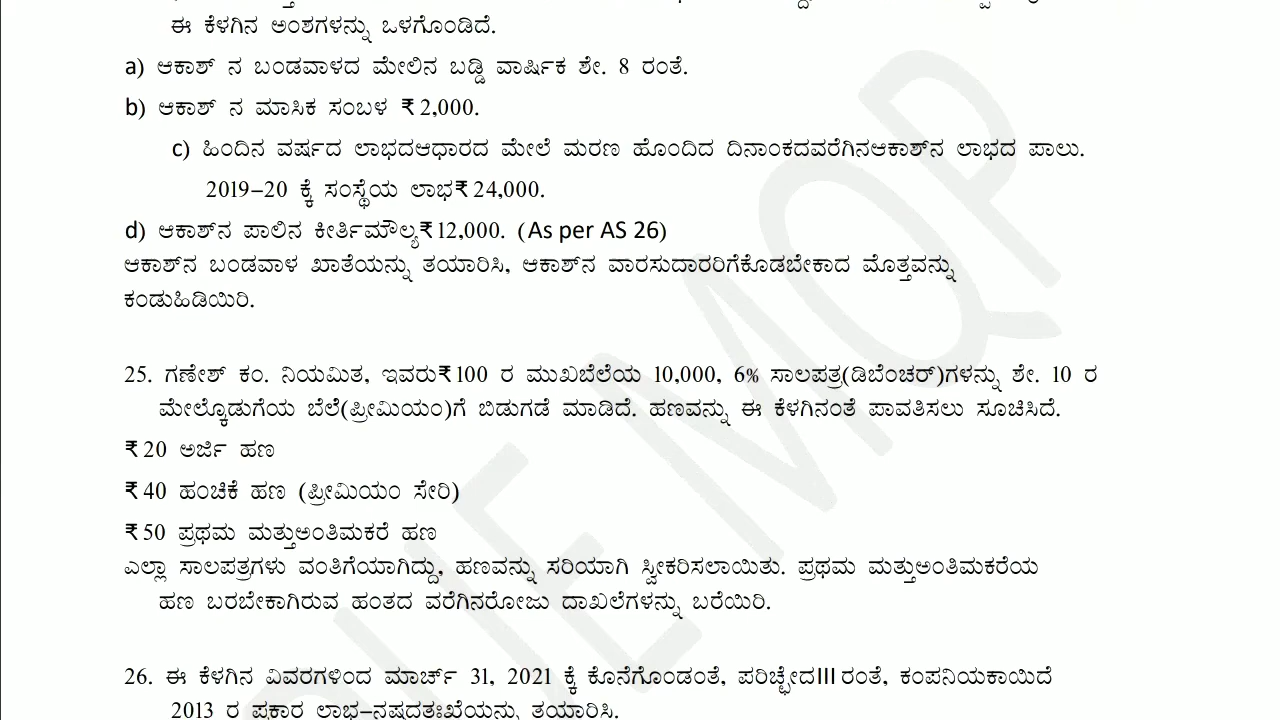 ಈ ಕೆಳಗಿನ ಅಂಶಗಳನ್ನು ಒಳಗೊಂಡಿದೆ.
a) ಆಕಾಶ್ ನ ಬಂಡವಾಳದ ಮೇಲಿನ ಬಡ್ಡಿ ವಾರ್ಷಿಕ ಶೇ. 8 ರಂತೆ.
b) ಆಕಾಶ್ ನ ಮಾಸಿಕ ಸಂಬಳ ₹2,000.
c) ಹಿಂದಿನ ವರ್ಷದ ಲಾಭದಆಧಾರದ ಮೇಲೆ ಮರಣ ಹೊಂದಿದ ದಿನಾಂಕದವರೆಗಿನಆಕಾಶ್‌ನ ಲಾಭದ ಪಾಲು.
2019–20 ಕ್ಕೆ ಸಂಸ್ಥೆಯ ಲಾಭ₹24,000.
d) ಆಕಾಶ್‌ನ ಪಾಲಿನ ಕೀರ್ತಿಮೌಲ್ಯ₹12,000. (As per AS 26)
ಆಕಾಶ್‌ನ ಬಂಡವಾಳ ಖಾತೆಯನ್ನು ತಯಾರಿಸಿ, ಆಕಾಶ್‌ನ ವಾರಸುದಾರರಿಗೆಕೊಡಬೇಕಾದ ಮೊತ್ತವನ್ನು
ಕಂಡುಹಿಡಿಯಿರಿ.
25. ಗಣೇಶ್ ಕಂ. ನಿಯಮಿತ, ಇವರು₹100 ರ ಮುಖಬೆಲೆಯ 10,000, 6% ಸಾಲಪತ್ರ(ಡಿಬೆಂಚರ್)ಗಳನ್ನು ಶೇ. 10 ರ
ಮೇಲ್ಕೊಡುಗೆಯ ಬೆಲೆ(ಪ್ರೀಮಿಯಂ)ಗೆ ಬಿಡುಗಡೆ ಮಾಡಿದೆ. ಹಣವನ್ನು ಈ ಕೆಳಗಿನಂತೆ ಪಾವತಿಸಲು ಸೂಚಿಸಿದೆ.
₹20 ಅರ್ಜಿ ಹಣ
₹40 ಹಂಚಿಕೆ ಹಣ (ಪ್ರೀಮಿಯಂ ಸೇರಿ)
₹50 ಪ್ರಥಮ ಮತ್ತುಅಂತಿಮಕರೆ ಹಣ
ಎಲ್ಲಾ ಸಾಲಪತ್ರಗಳು ವಂತಿಗೆಯಾಗಿದ್ದು, ಹಣವನ್ನು ಸರಿಯಾಗಿ ಸ್ವೀಕರಿಸಲಾಯಿತು. ಪ್ರಥಮ ಮತ್ತುಅಂತಿಮಕರೆಯ
ಹಣ ಬರಬೇಕಾಗಿರುವ ಹಂತದ ವರೆಗಿನರೋಜು ದಾಖಲೆಗಳನ್ನು ಬರೆಯಿರಿ.
26. ಈ ಕೆಳಗಿನ ವಿವರಗಳಿಂದ ಮಾರ್ಚ್ 31, 2021 ಕ್ಕೆ ಕೊನೆಗೊಂಡಂತೆ, ಪರಿಚ್ಛೇದIII ರಂತೆ, ಕಂಪನಿಯಕಾಯಿದೆ
2013 ರ ಪ್ರಕಾರ ಲಾಭ–ನಷ್ಟದತಃಖೆಯನ್ನು ತಯಾರಿಸಿ.